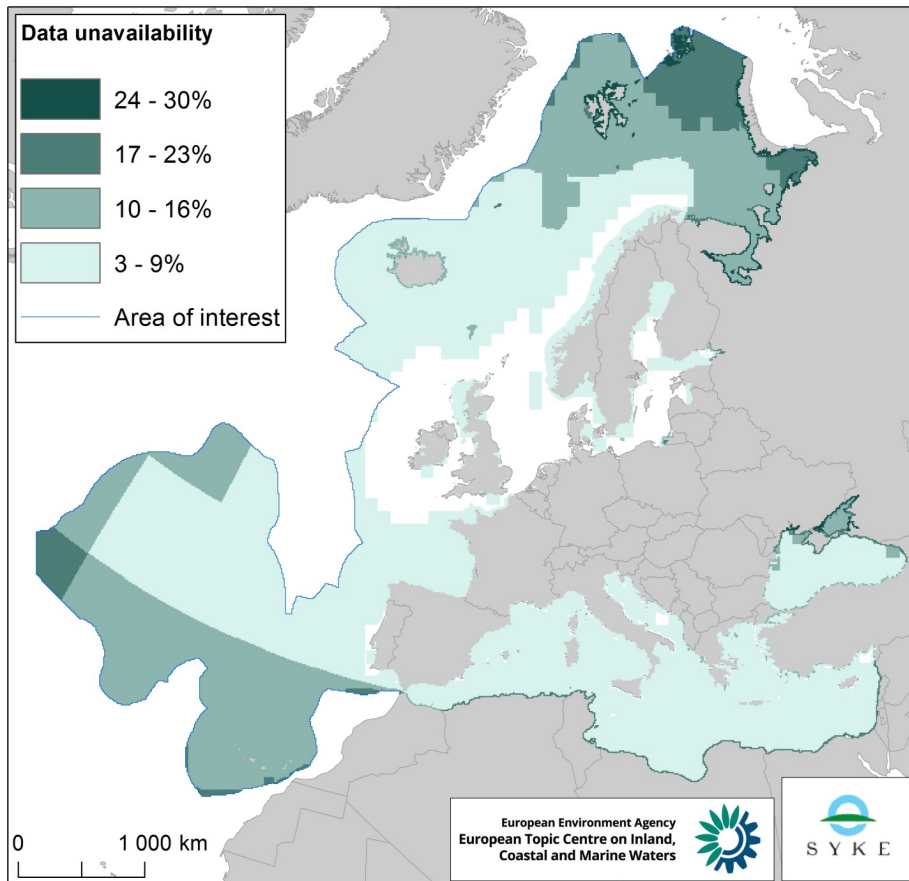 Data unavailability
24 - 30%
17 - 23%
10 - 16%
3 - 9%
Area of interest
0 1 000 km
European Environment Agency
European Topic Centre on Inland,
Coastal and Marine Waters
S Y K E